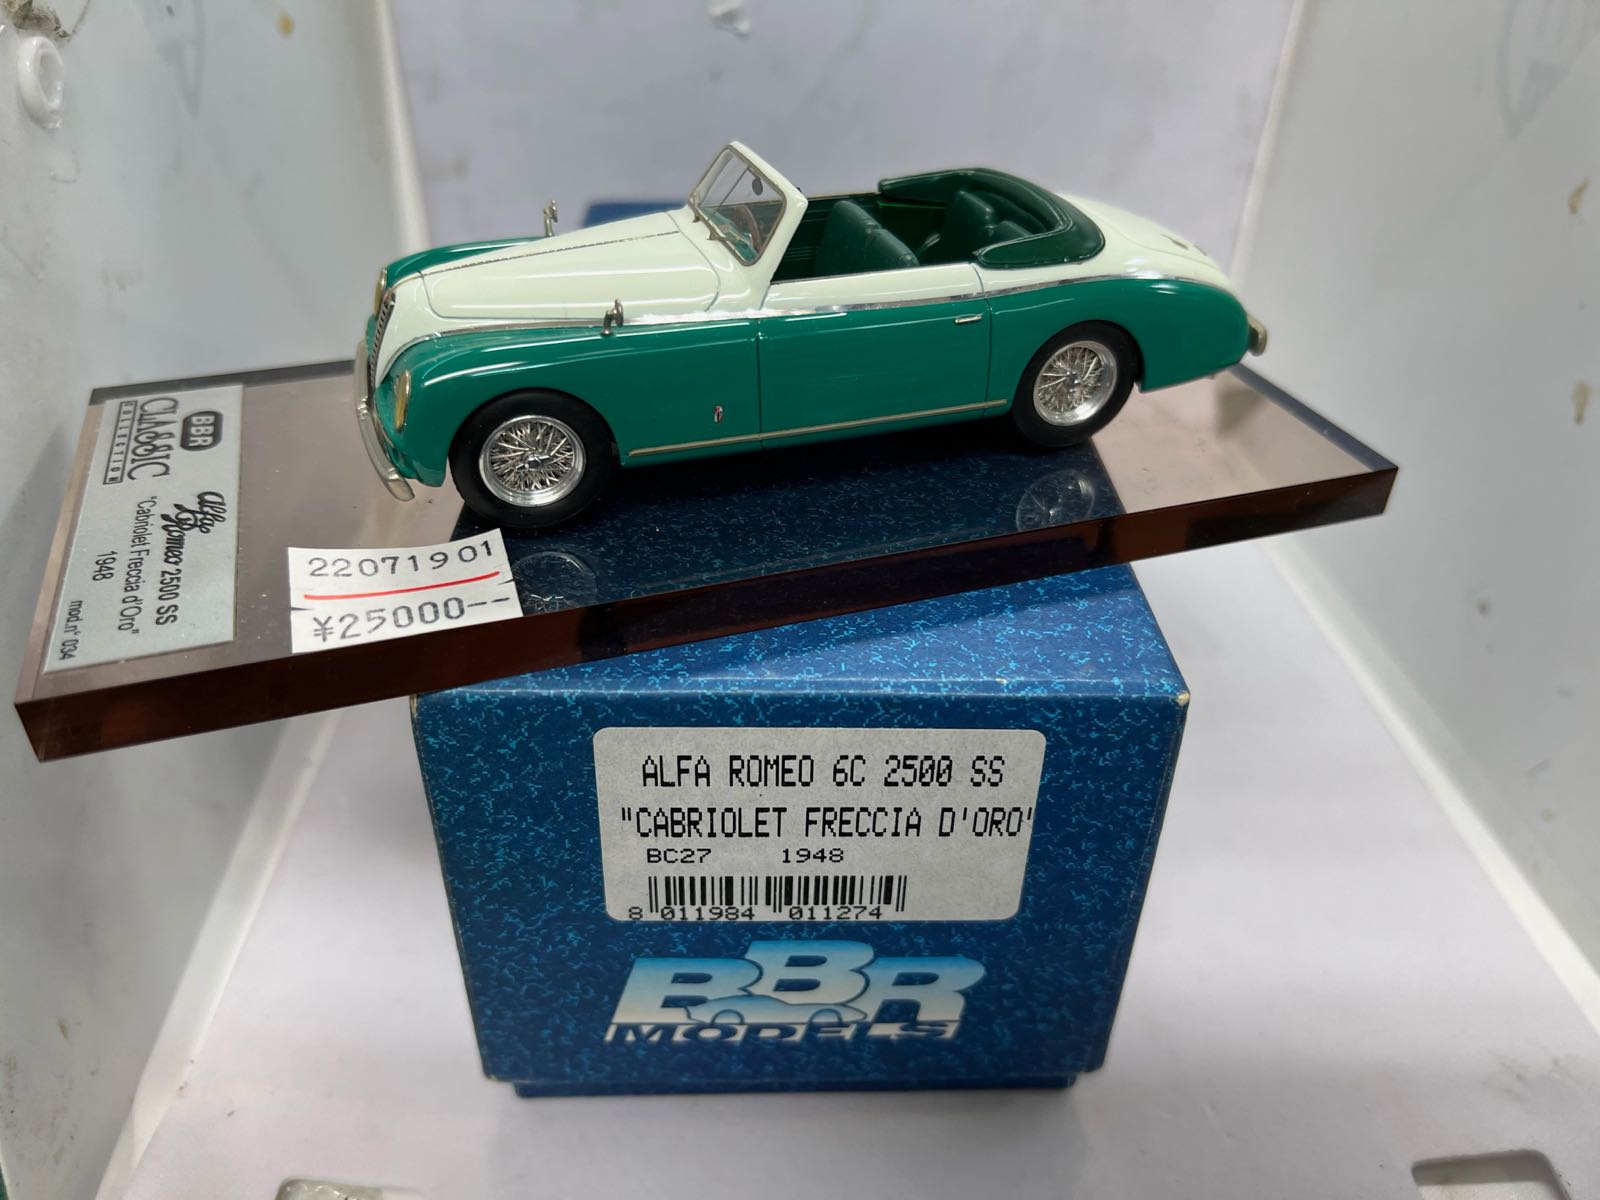 BBR
CLASSIC
COLLECTION
Alfa
Romeo 2500 SS
"Cabriolet Freccia d'Oro"
1948
mod. n° 034
22071901
¥25000--
ALFA ROMEO 6C 2500 SS
"CABRIOLET FRECCIA D'ORO'
BC27 1948
8 011984 011274
BBR
MODELS